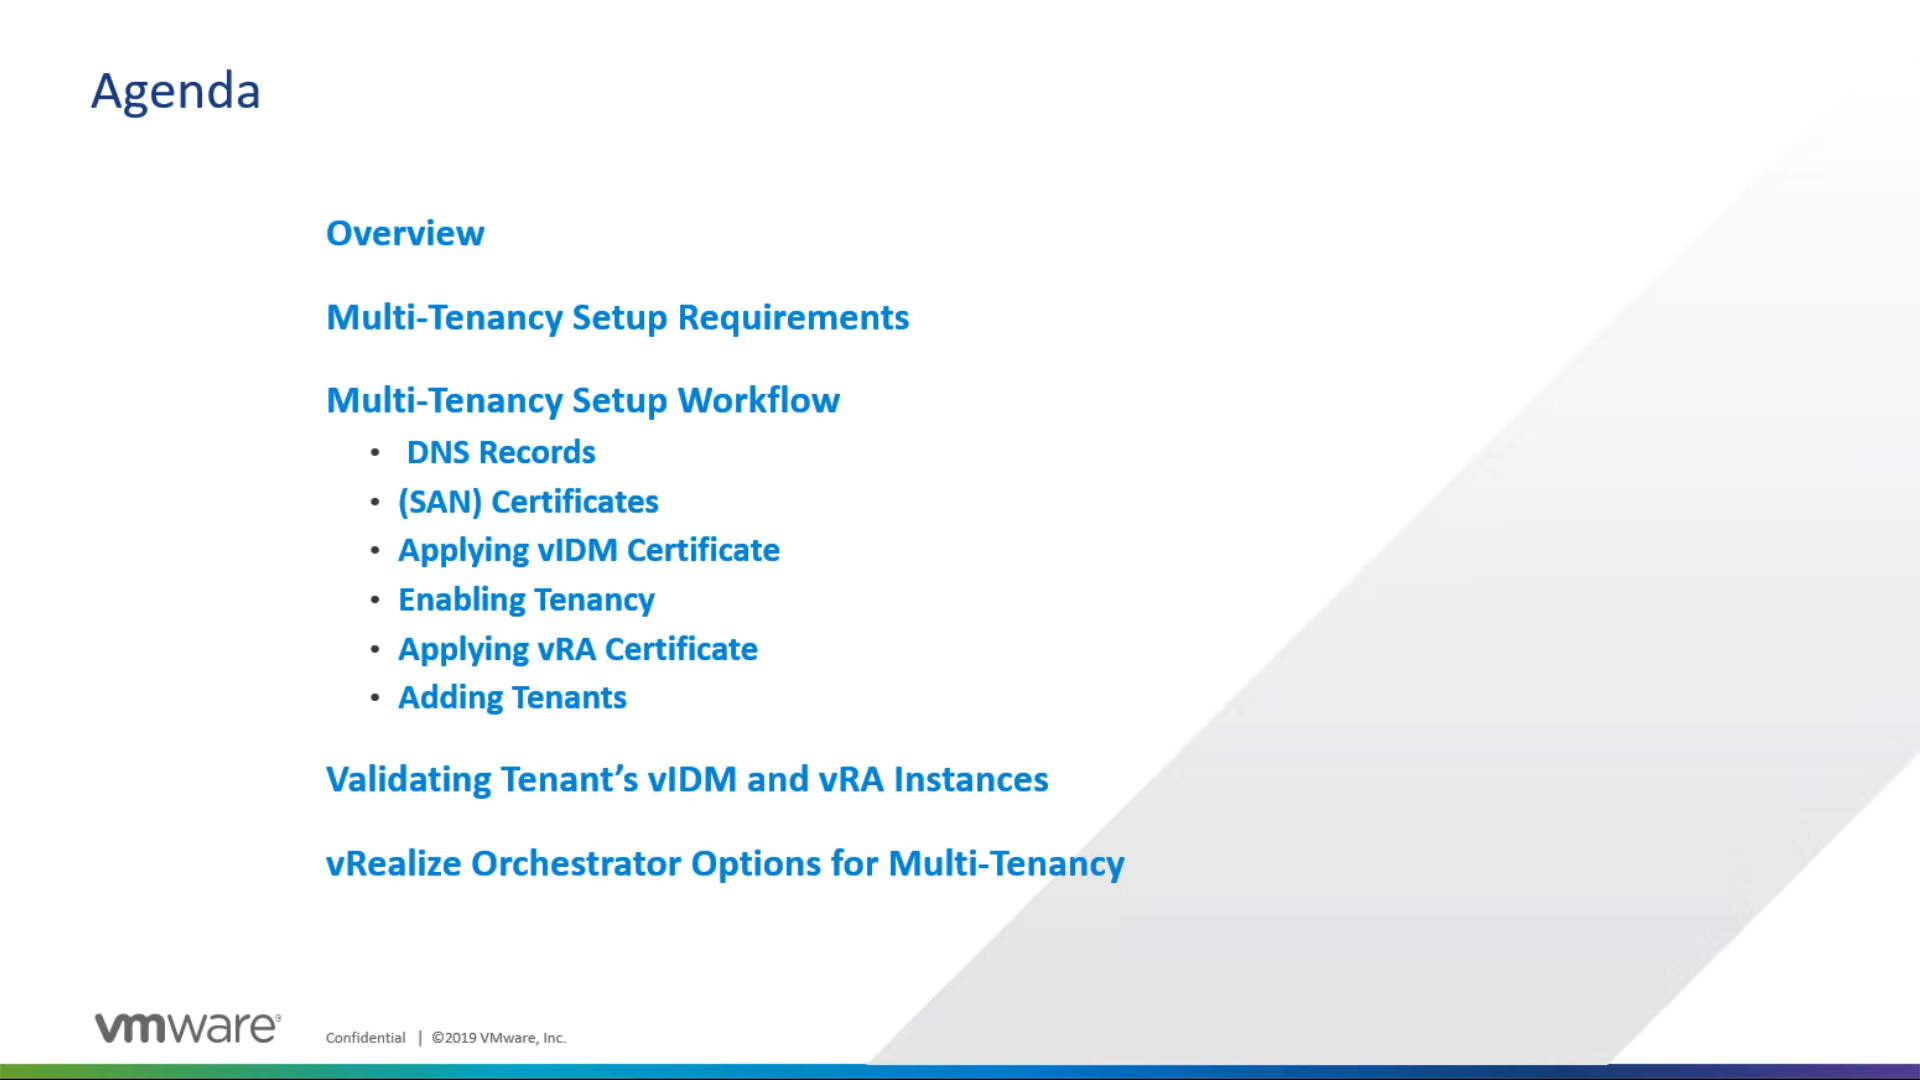 Agenda
Overview
Multi-Tenancy Setup Requirements
Multi-Tenancy Setup Workflow
• DNS Records
• (SAN) Certificates
• Applying vIDM Certificate
• Enabling Tenancy
• Applying vRA Certificate
• Adding Tenants
Validating Tenant’s vIDM and vRA Instances
vRealize Orchestrator Options for Multi-Tenancy
vmware®
Confidential | ©2019 VMware, Inc.